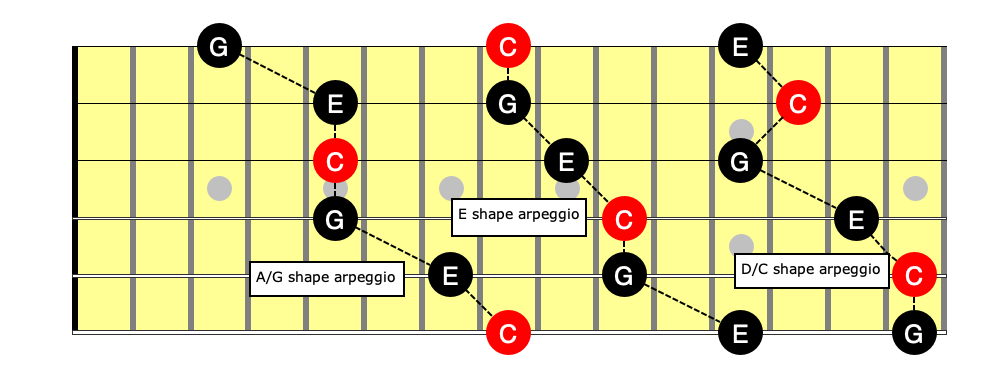 G C E
E G C
C E G
G E shape arpeggio C E
A/G shape arpeggio E G D/C shape arpeggio C
C E G